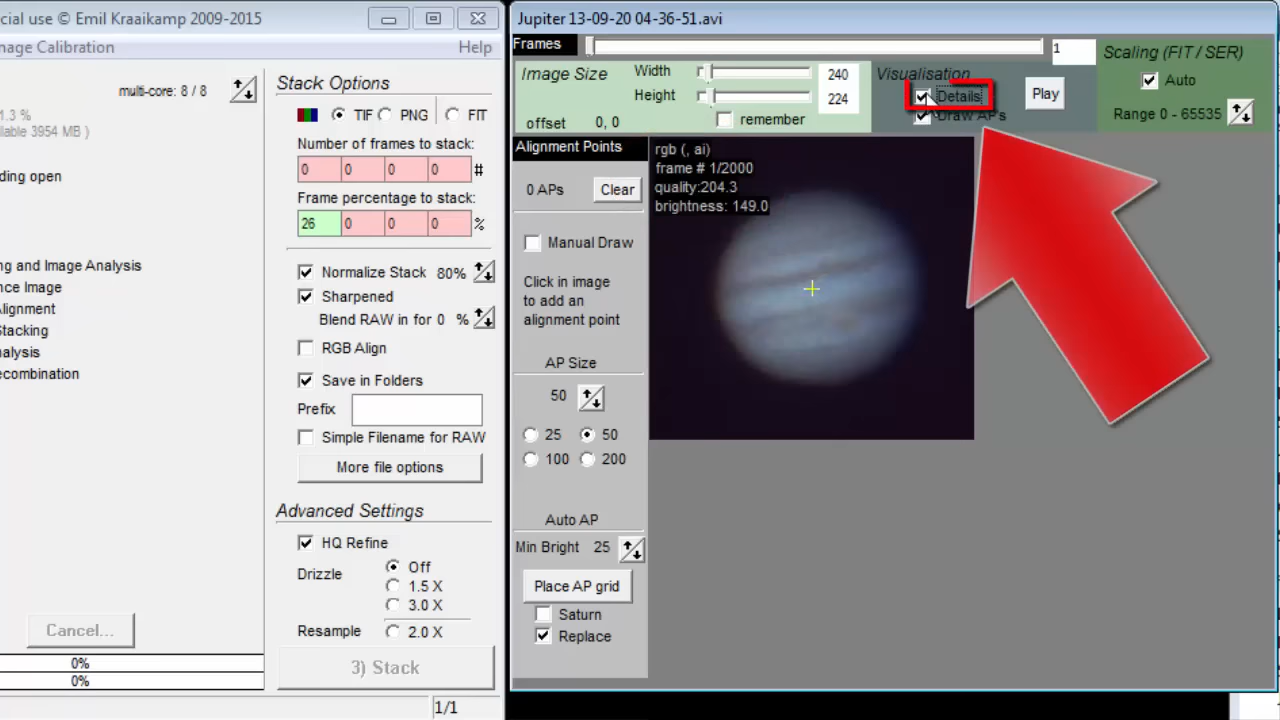 cial use © Emil Kraaikamp 2009-2015
mage Calibration
Help
multi-core: 8 / 8
3%
ilable 3954 MB )
ding open
ng and Image Analysis
nce Image
lignment
tacking
alysis
ecombination
Cancel...
0%
0%
Stack Options
TIF
PNG
FIT
Number of frames to stack:
0 0 0 0 #
Frame percentage to stack:
26 0 0 0 %
Normalize Stack 80%
Sharpened
Blend RAW in for 0 %
RGB Align
Save in Folders
Prefix
Simple Filename for RAW
More file options
Advanced Settings
HQ Refine
Drizzle
Off
1.5 X
3.0 X
Resample
2.0 X
3) Stack
1/1
Jupiter 13-09-20 04-36-51.avi
Frames
1
Image Size
Width
240
Height
224
offset 0, 0
remember
Visualisation
Details
Draw APs
Play
Scaling (FIT / SER)
Auto
Range 0 - 65535
Alignment Points
0 APs
Clear
Manual Draw
Click in image
to add an
alignment point
AP Size
50
25
50
100
200
Auto AP
Min Bright 25
Place AP grid
Saturn
Replace
rgb (, ai)
frame # 1/2000
quality:204.3
brightness: 149.0